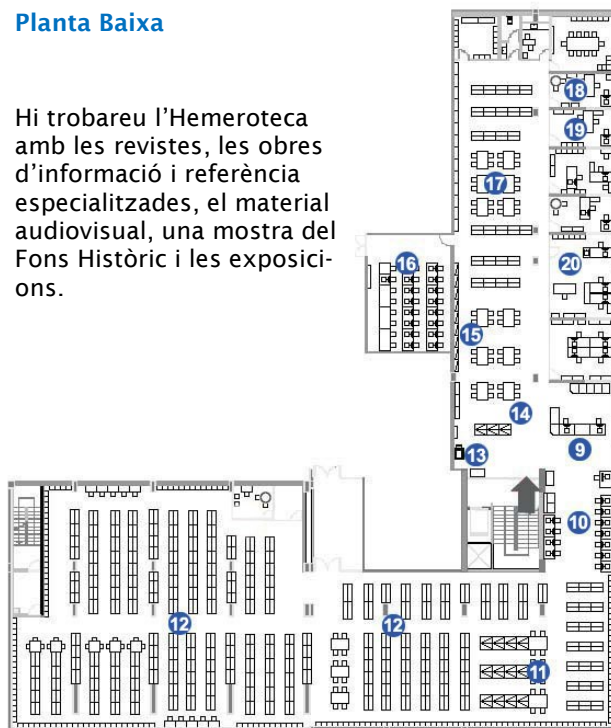 Planta Baixa
Hi trobareu l’Hemeroteca
amb les revistes, les obres
d’informació i referència
especialitzades, el material
audiovisual, una mostra del
Fons Històric i les exposici-
ons.
18
19
17
16
20
15
14
9
13
10
12
12
11